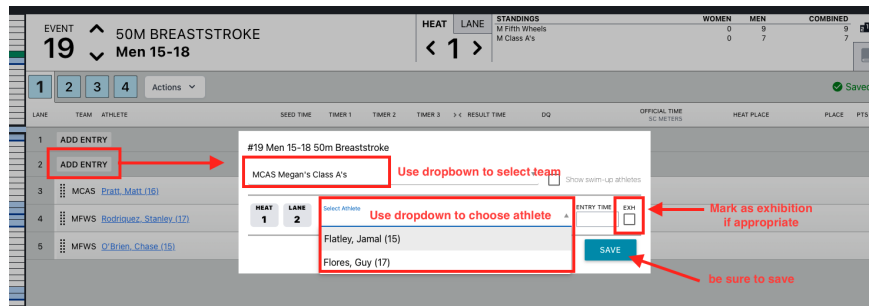 EVENT
19
50M BREASTSTROKE
Men 15-18
HEAT LANE
1
STANDINGS WOMEN MEN COMBINED
M Fifth Wheels 0 9 9
M Class A's 0 7 7
1 2 3 4 Actions
Saved
LANE TEAM ATHLETE SEED TIME TIMER 1 TIMER 2 TIMER 3 >< RESULT TIME DQ OFFICIAL TIME HEAT PLACE PLACE PTS
SC METERS
1 ADD ENTRY
2 ADD ENTRY
3 MCAS Pratt, Matt (16)
4 MFWS Rodriquez, Stanley (17)
5 MFWS O'Brien, Chase (15)
#19 Men 15-18 50m Breaststroke
MCAS Megan's Class A's
Use dropbown to select team
Show swim-up athletes
HEAT LANE Select Athlete ENTRY TIME EXH
1 2 Use dropdown to choose athlete
Mark as exhibition
if appropriate
Flatley, Jamal (15)
Flores, Guy (17)
SAVE
be sure to save